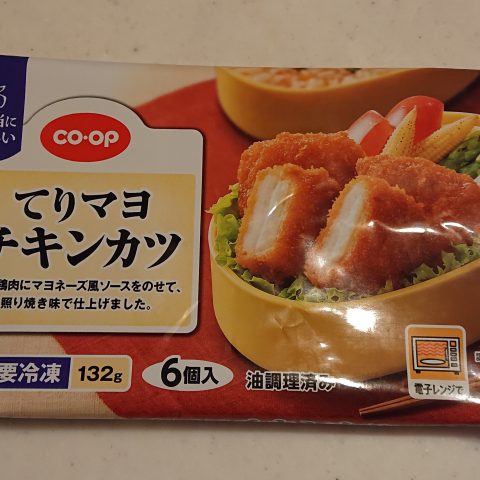 当に
い
CO·OP
てりマヨ
チキンカツ
鶏肉にマヨネーズ風ソースをのせて、
照り焼き味で仕上げました。
要冷凍 132g 6個入 油調理済み
電子レンジで